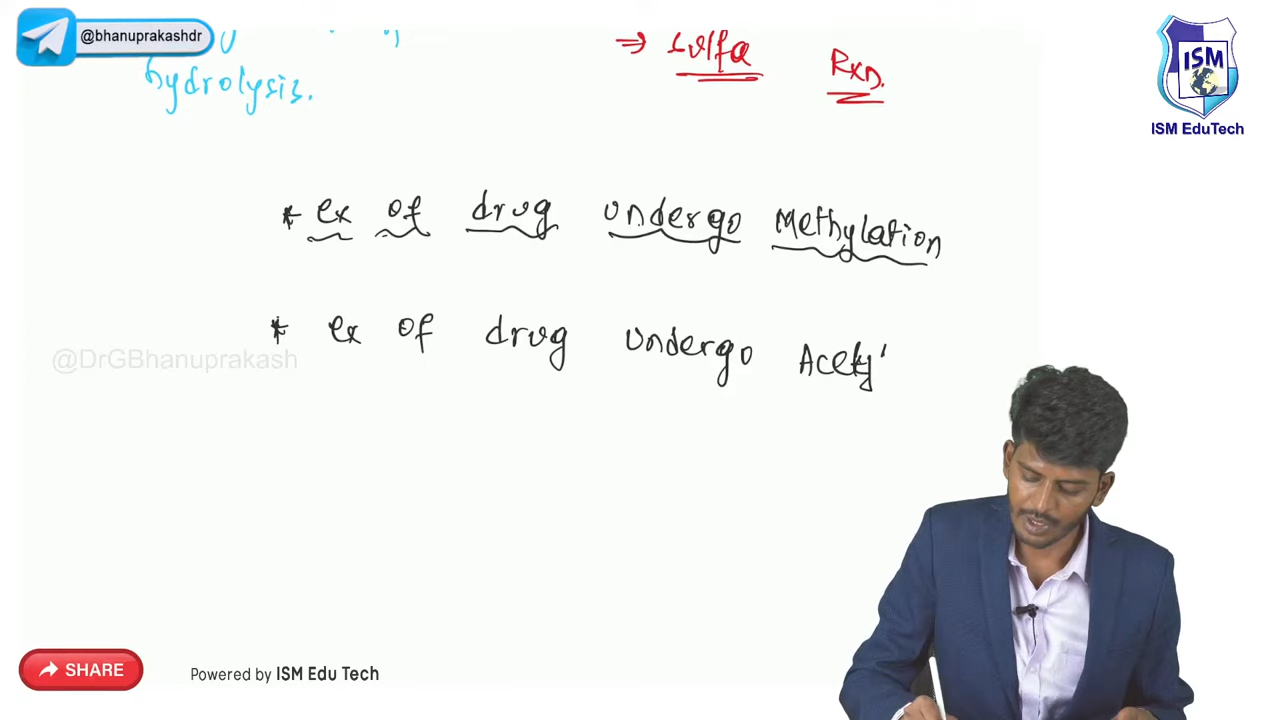 @bhanuprakashdr
hydrolysis.
⇒ sulfa RXN.
ISM
ISM EduTech
* ex of drug undergo Methylation
* ex of drug undergo Acety
@DrGBhanuprakash
SHARE
Powered by ISM Edu Tech